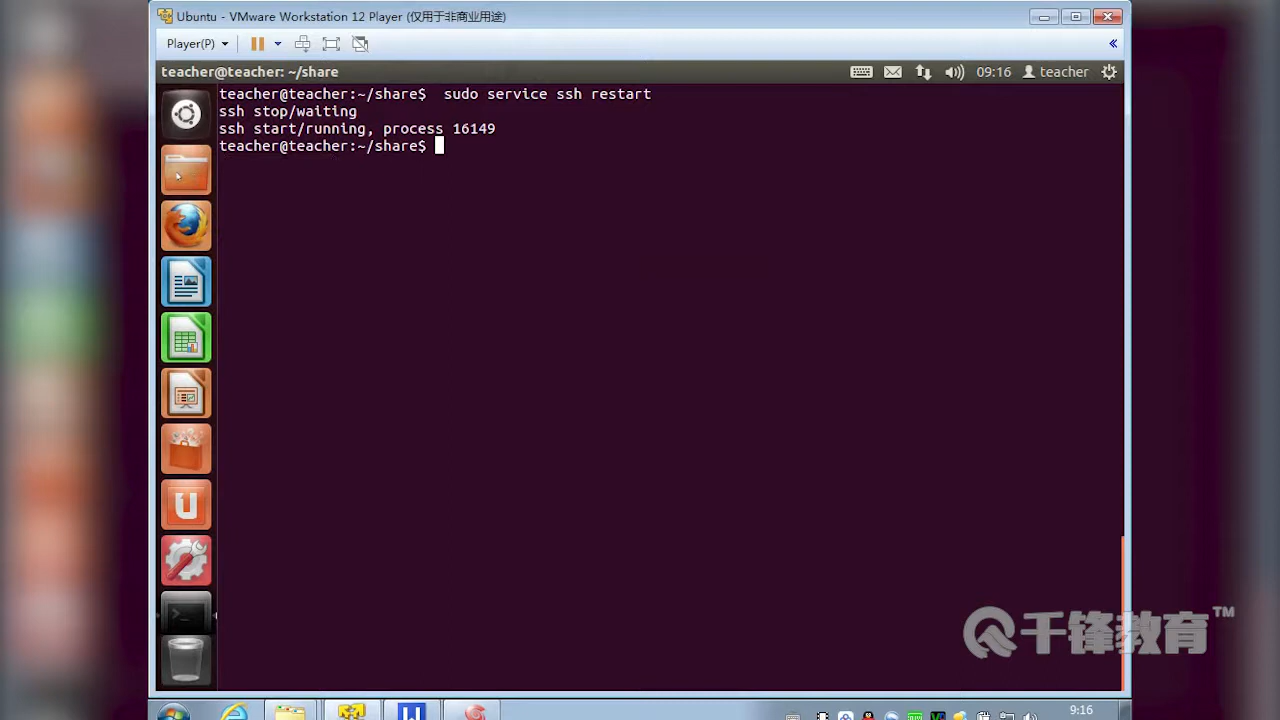 Ubuntu - VMware Workstation 12 Player (仅用于非商业用途)
Player(P)
teacher@teacher: ~/share
09:16
teacher
teacher@teacher:~/share$  sudo service ssh restart
ssh stop/waiting
ssh start/running, process 16149
teacher@teacher:~/share$
千锋教育™
9:16